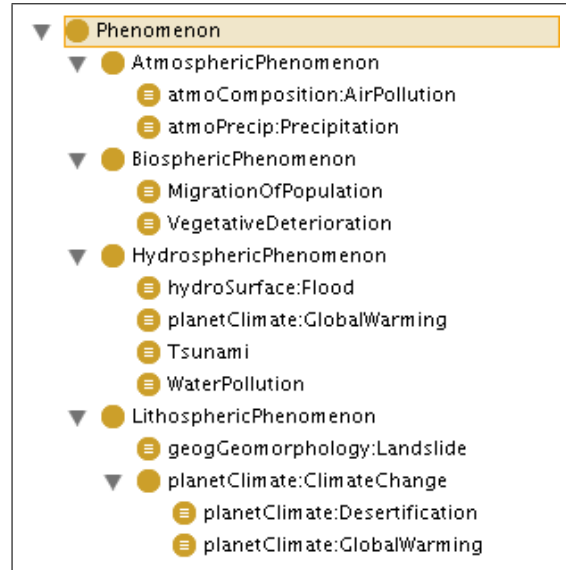 Phenomenon
AtmosphericPhenomenon
atmoComposition:AirPollution
atmoPrecip:Precipitation
BiosphericPhenomenon
MigrationOfPopulation
VegetativeDeterioration
HydrosphericPhenomenon
hydroSurface:Flood
planetClimate:GlobalWarming
Tsunami
WaterPollution
LithosphericPhenomenon
geogGeomorphology:Landslide
planetClimate:ClimateChange
planetClimate:Desertification
planetClimate:GlobalWarming